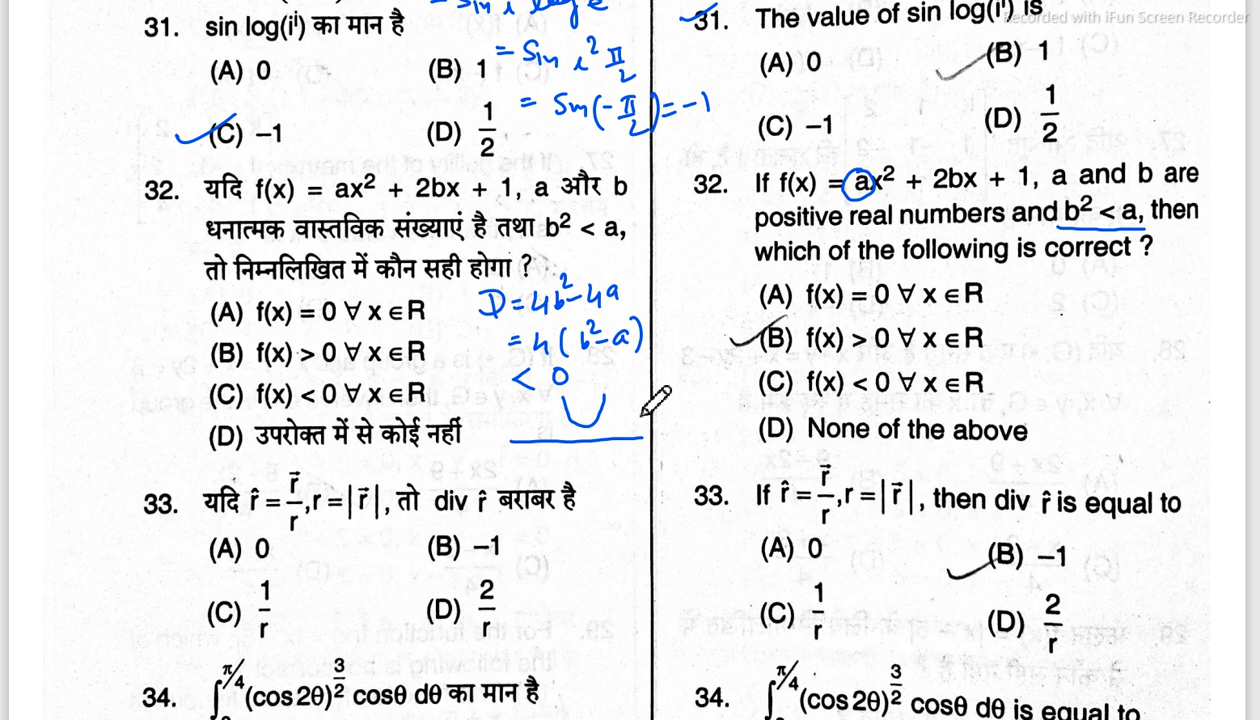 31. sin log(iⁱ) का मान है
(A) 0 (B) 1
(C) –1 (D) 1/2
= Sin i² π/2
= Sin(-π/2) = -1
32. यदि f(x) = ax² + 2bx + 1, a और b
धनात्मक वास्तविक संख्याएं है तथा b² < a,
तो निम्नलिखित में कौन सही होगा ?
(A) f(x) = 0 ∀ x ∈ R
(B) f(x) > 0 ∀ x ∈ R
(C) f(x) < 0 ∀ x ∈ R
(D) उपरोक्त में से कोई नहीं
D = 4b² - 4a
= 4(b² - a)
< 0
33. यदि r̂ = r⃗/r, r = |r⃗|, तो div r̂ बराबर है
(A) 0 (B) –1
(C) 1/r (D) 2/r
34. ∫ π/4 (cos 2θ)^3/2 cosθ dθ का मान है
Recorded with iFun Screen Recorder
31. The value of sin log(iⁱ) is
(A) 0 (B) 1
(C) –1 (D) 1/2
32. If f(x) = ax² + 2bx + 1, a and b are
positive real numbers and b² < a, then
which of the following is correct ?
(A) f(x) = 0 ∀ x ∈ R
(B) f(x) > 0 ∀ x ∈ R
(C) f(x) < 0 ∀ x ∈ R
(D) None of the above
33. If r̂ = r⃗/r, r = |r⃗|, then div r̂ is equal to
(A) 0 (B) –1
(C) 1/r (D) 2/r
34. ∫ π/4 (cos 2θ)^3/2 cosθ dθ is equal to